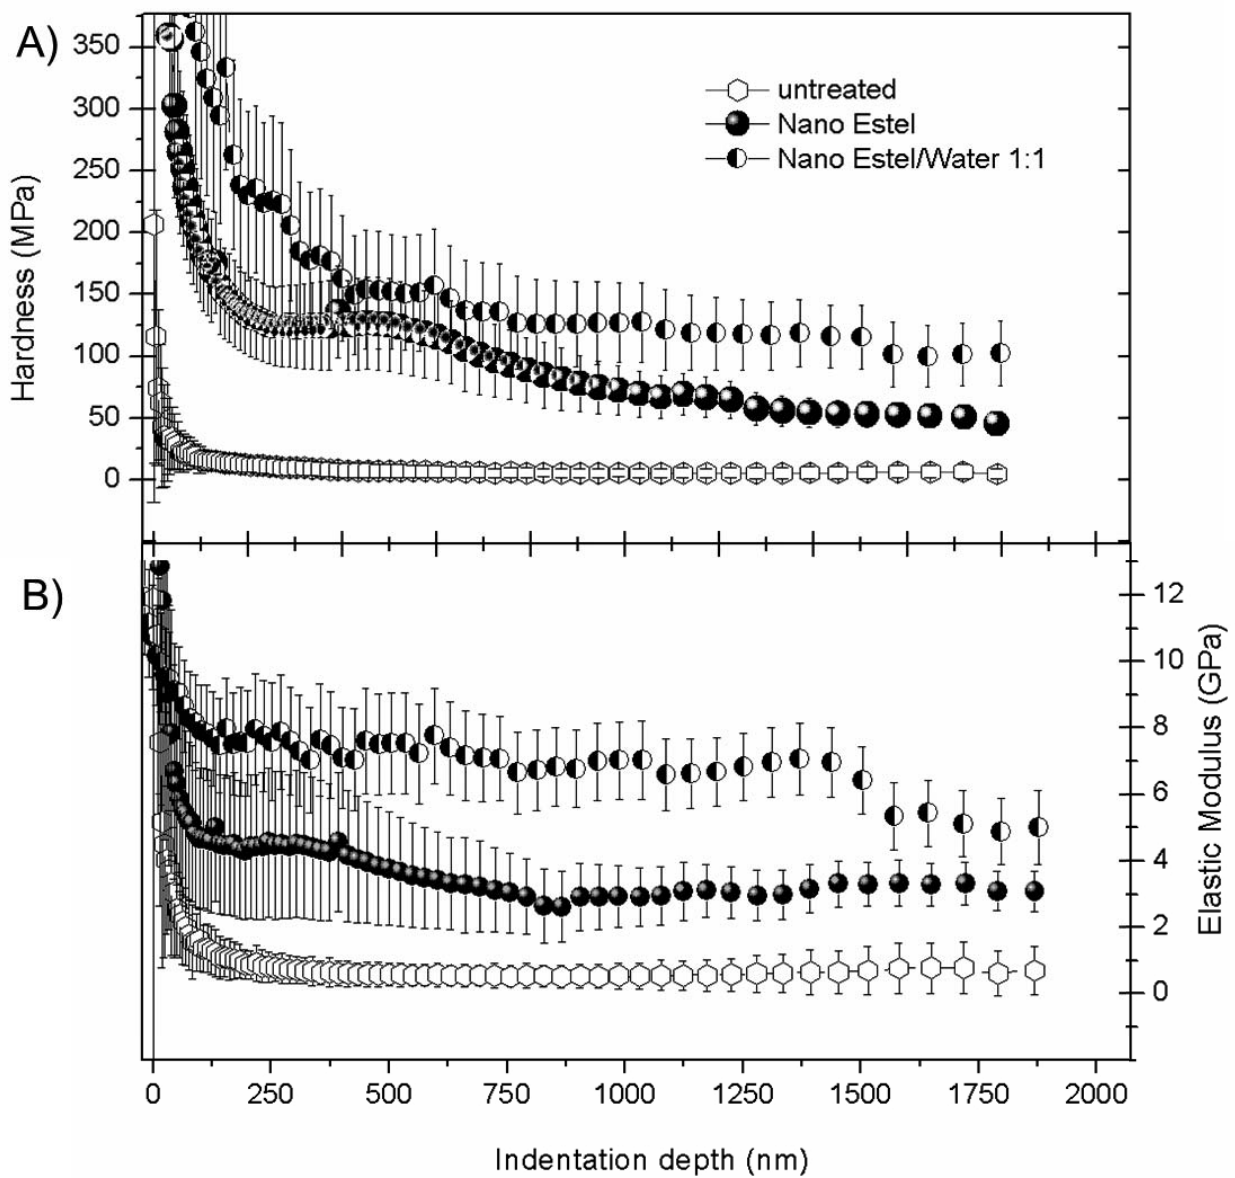 A)
350
300
250
200
150
100
50
0
Hardness (MPa)
untreated
Nano Estel
Nano Estel/Water 1:1
B)
12
10
8
6
4
2
0
Elastic Modulus (GPa)
0 250 500 750 1000 1250 1500 1750 2000
Indentation depth (nm)